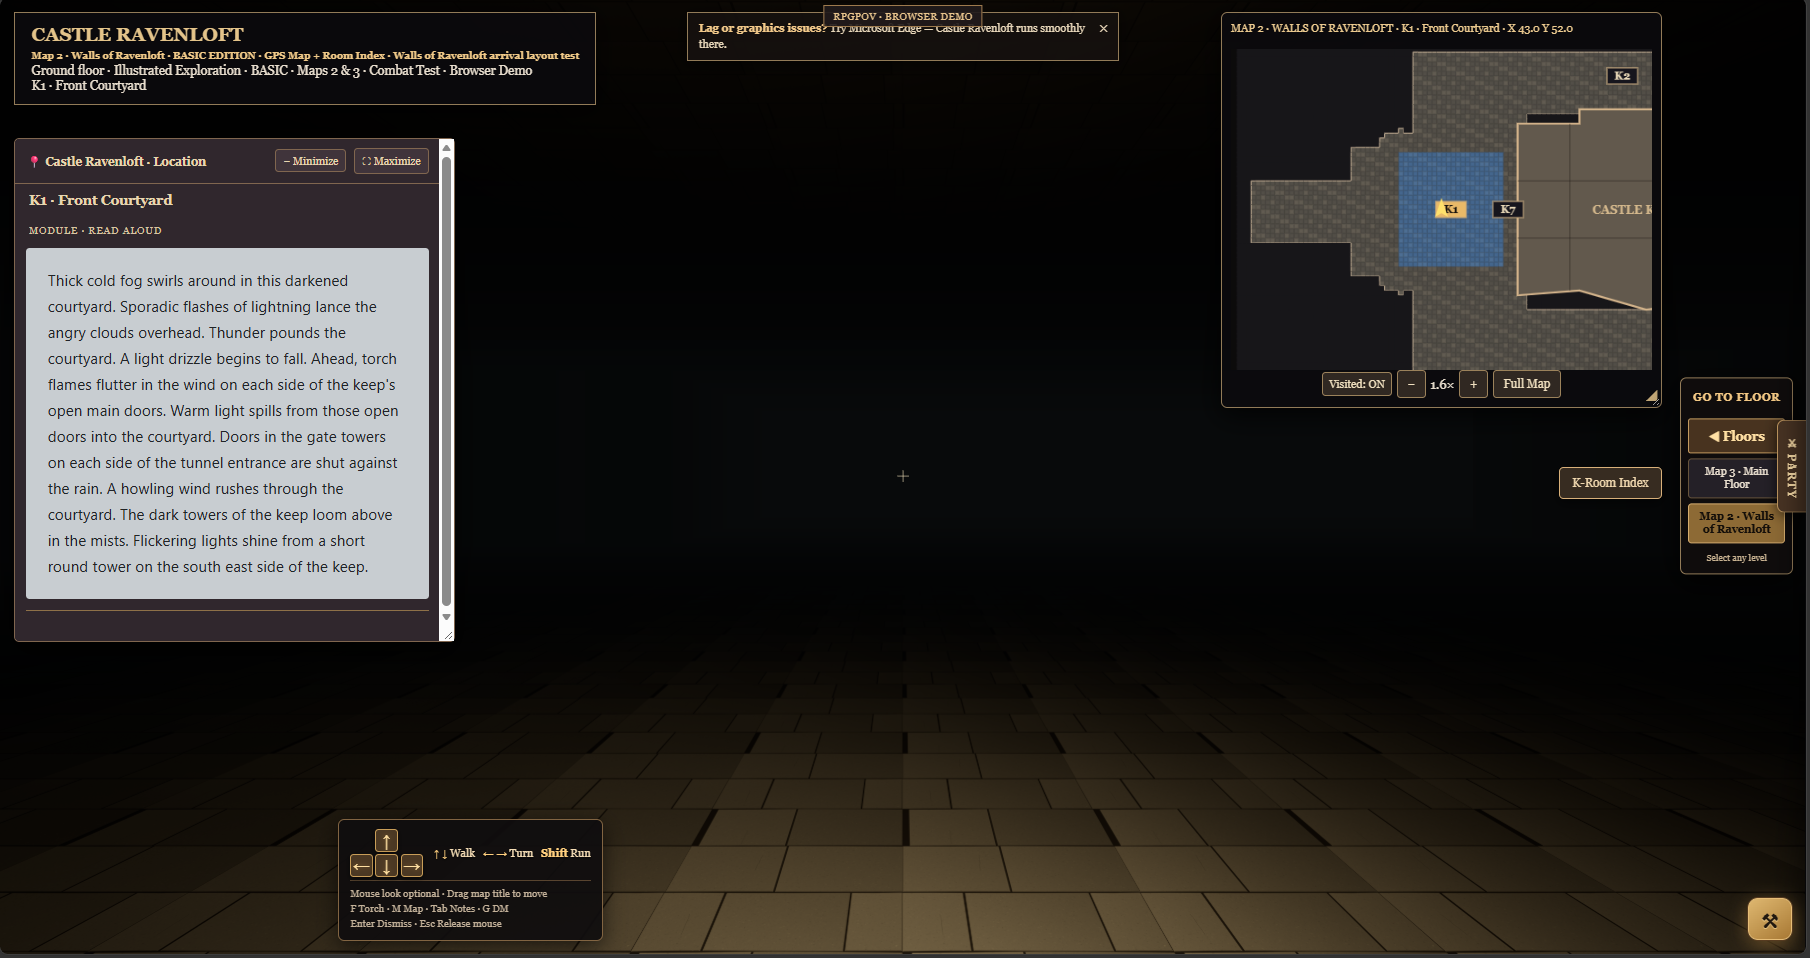 CASTLE RAVENLOFT
Map 2 · Walls of Ravenloft · BASIC EDITION · GPS Map + Room Index · Walls of Ravenloft arrival layout test
Ground floor · Illustrated Exploration · BASIC · Maps 2 & 3 · Combat Test · Browser Demo
K1 · Front Courtyard
RPGPOV · BROWSER DEMO
Lag or graphics issues? Try Microsoft Edge — Castle Ravenloft runs smoothly
there.
×
MAP 2 · WALLS OF RAVENLOFT · K1 · Front Courtyard · X 43.0 Y 52.0
K2
K1
K7
CASTLE
Visited: ON
−
1.6×
+
Full Map
Castle Ravenloft · Location
− Minimize
Maximize
K1 · Front Courtyard
MODULE · READ ALOUD
Thick cold fog swirls around in this darkened
courtyard. Sporadic flashes of lightning lance the
angry clouds overhead. Thunder pounds the
courtyard. A light drizzle begins to fall. Ahead, torch
flames flutter in the wind on each side of the keep's
open main doors. Warm light spills from those open
doors into the courtyard. Doors in the gate towers
on each side of the tunnel entrance are shut against
the rain. A howling wind rushes through the
courtyard. The dark towers of the keep loom above
in the mists. Flickering lights shine from a short
round tower on the south east side of the keep.
GO TO FLOOR
◀ Floors
Map 3 · Main
Floor
Map 2 · Walls
of Ravenloft
Select any level
PARTY
K-Room Index
↑
← ↓ →
↑↓ Walk ←→ Turn Shift Run
Mouse look optional · Drag map title to move
F Torch · M Map · Tab Notes · G DM
Enter Dismiss · Esc Release mouse